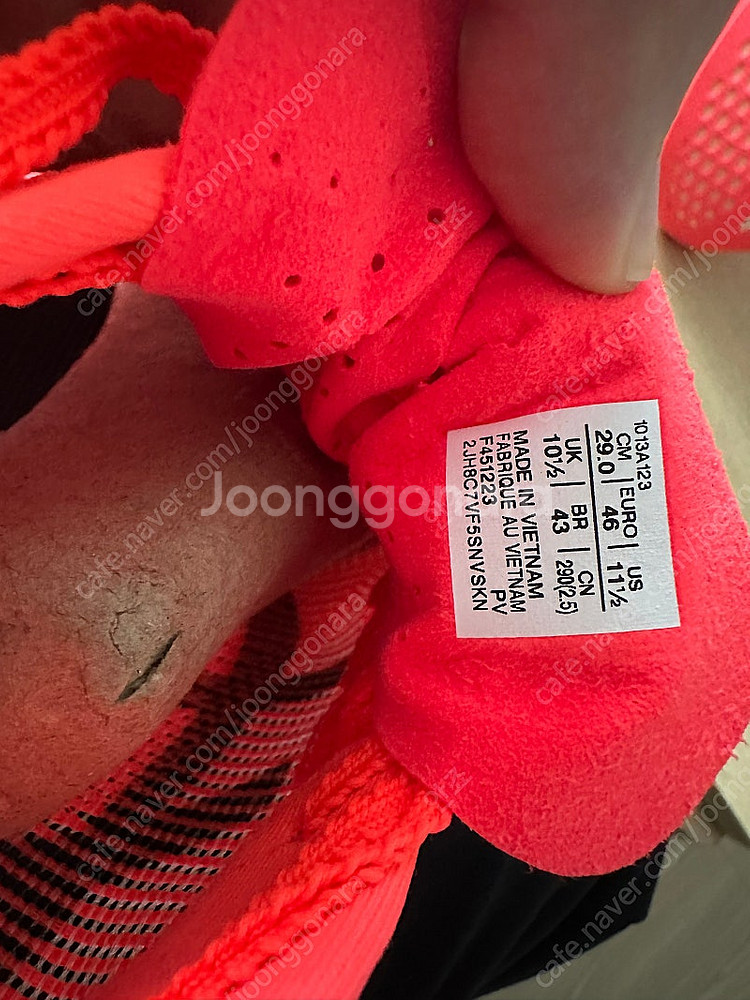 1013A123
CM | EURO | US
29.0 | 46 | 11½
UK | BR | CN
10½ | 43 | 290(2.5)
MADE IN VIETNAM
FABRIQUE AU VIETNAM
F451223 PV
2JH8C7VF5SNVSKN
Joonggonara
cafe.naver.com/joonggonara